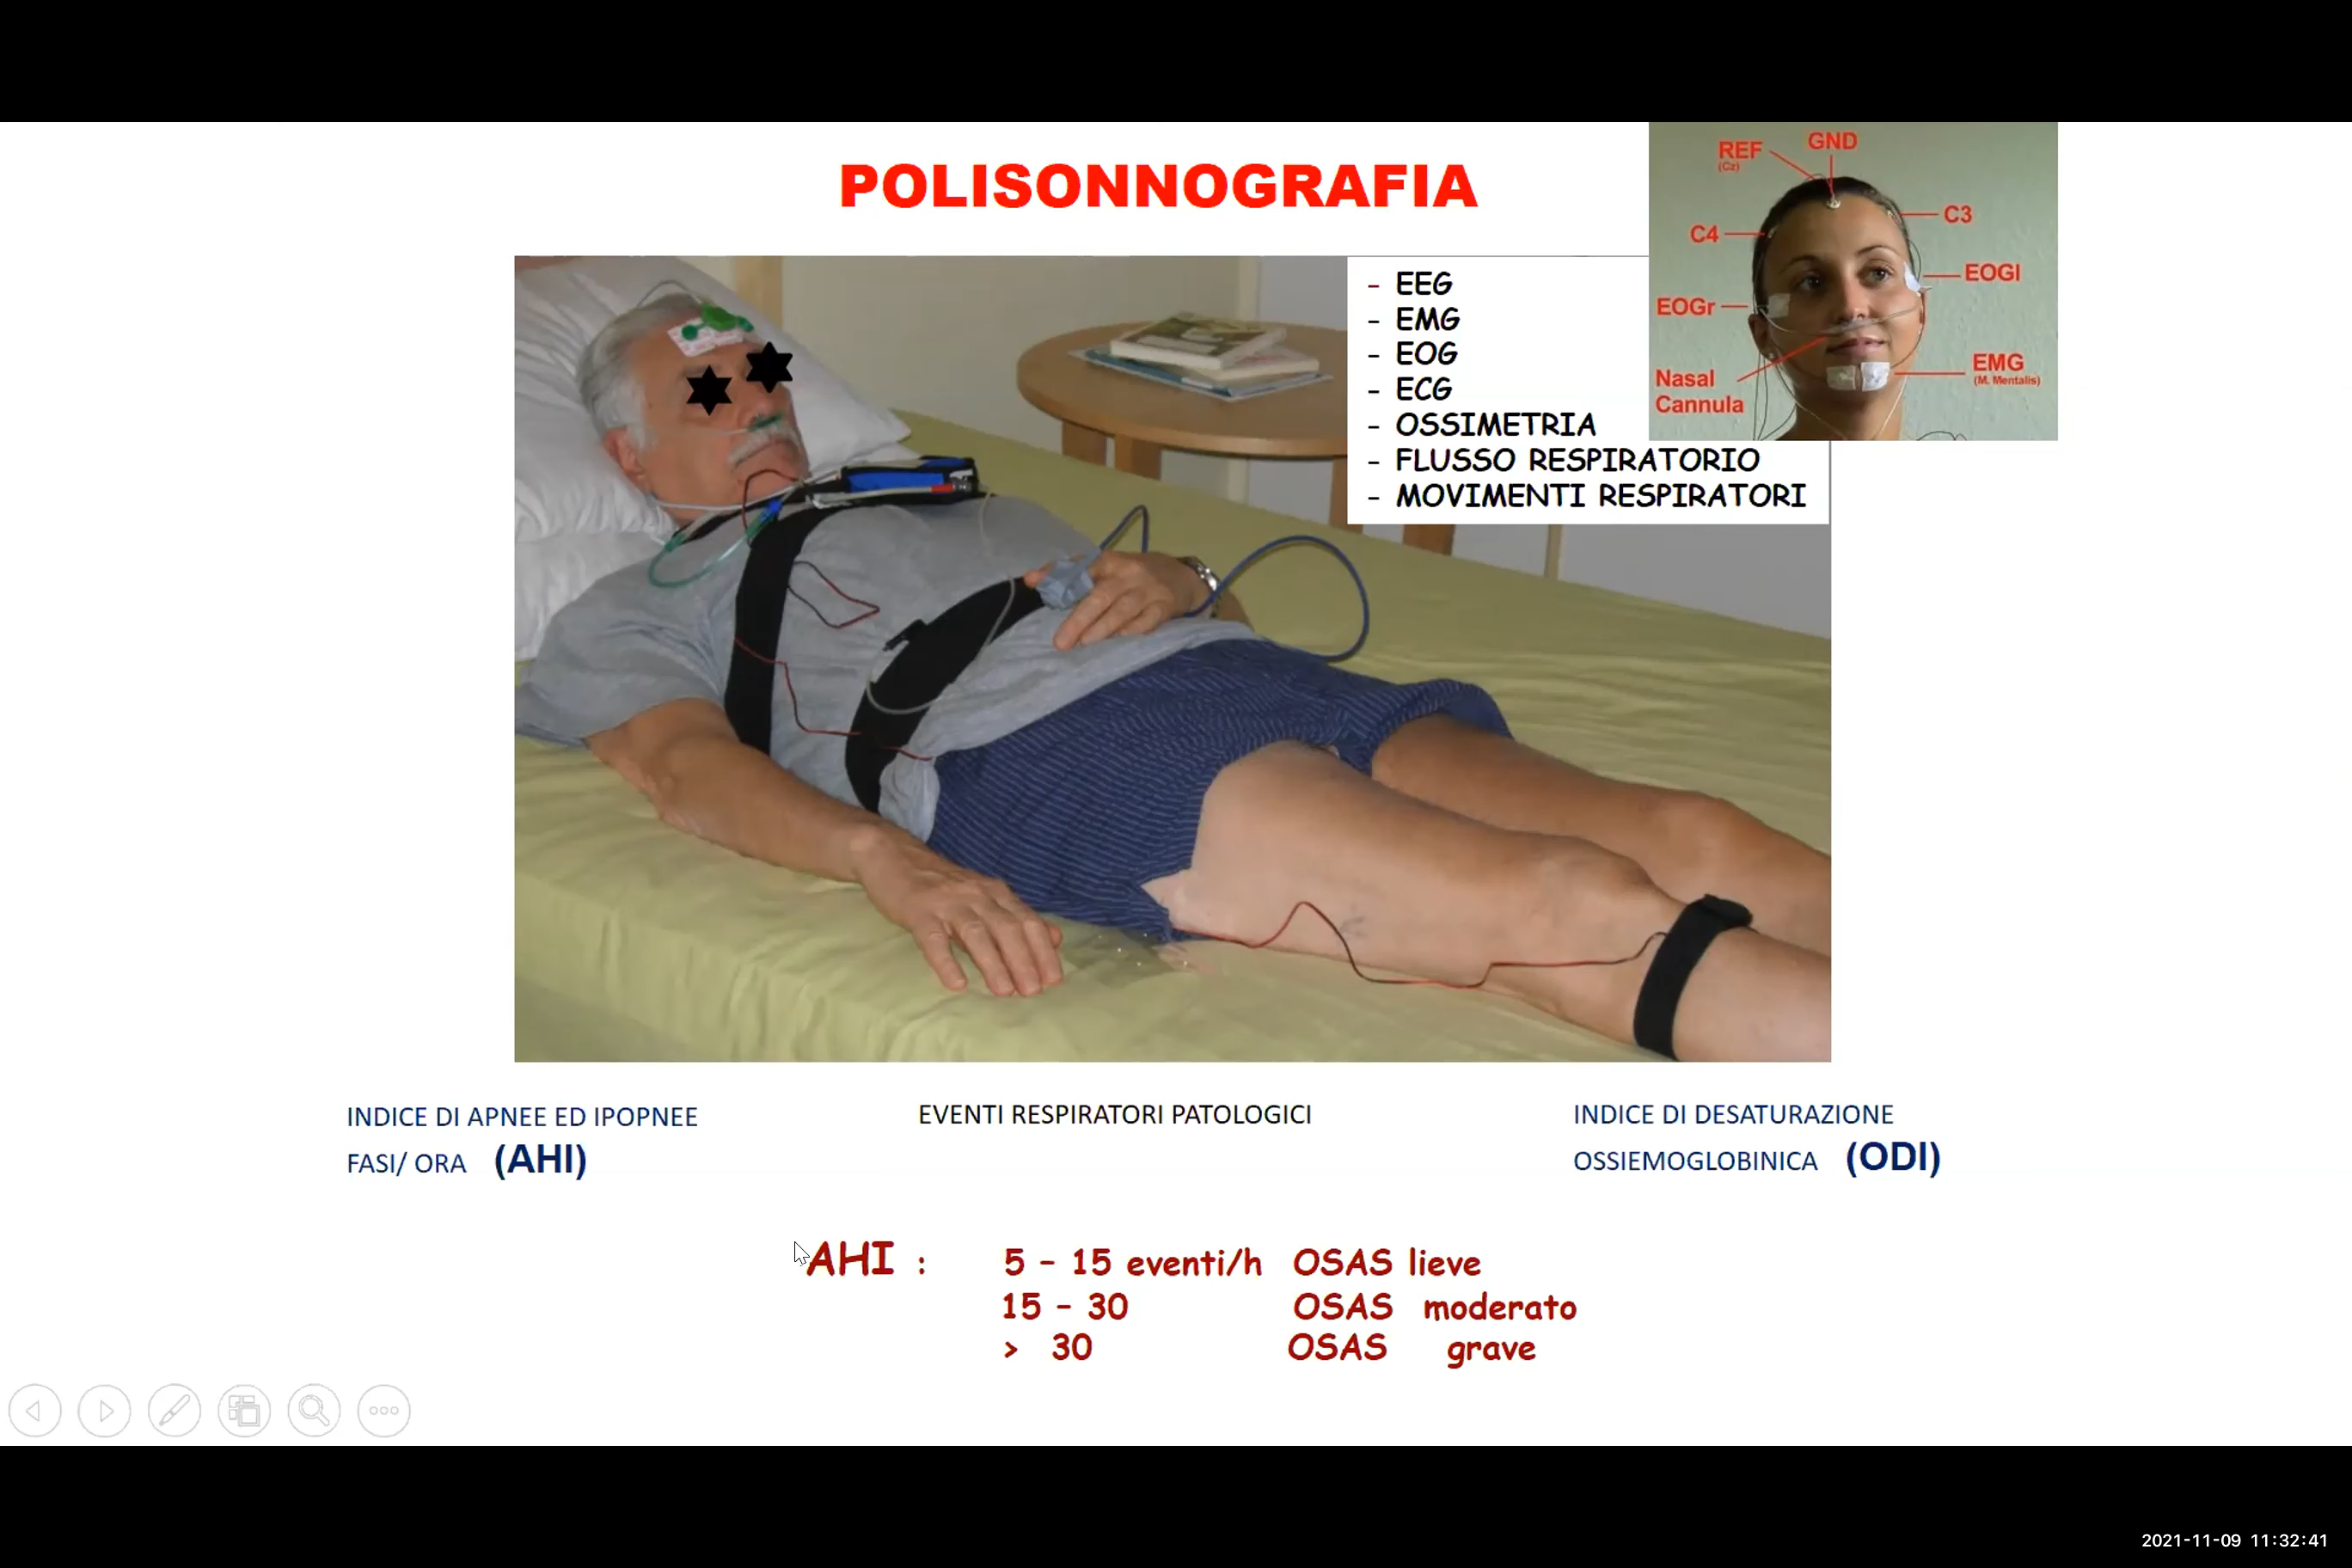 POLISONNOGRAFIA
REF
(Cz)
GND
C3
C4
EOGl
EOGr
Nasal
Cannula
EMG
(M. Mentalis)
- EEG
- EMG
- EOG
- ECG
- OSSIMETRIA
- FLUSSO RESPIRATORIO
- MOVIMENTI RESPIRATORI
INDICE DI APNEE ED IPOPNEE
FASI/ ORA (AHI)
EVENTI RESPIRATORI PATOLOGICI
INDICE DI DESATURAZIONE
OSSIEMOGLOBINICA (ODI)
AHI : 5 - 15 eventi/h OSAS lieve
15 - 30 OSAS moderato
> 30 OSAS grave
2021-11-09 11:32:41